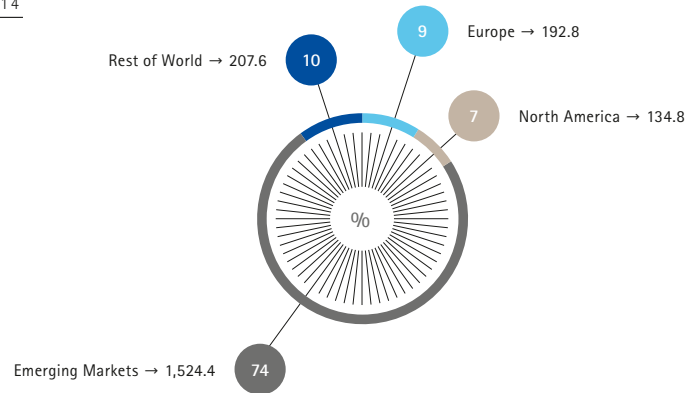 14
9
Europe → 192.8
Rest of World → 207.6
10
7
North America → 134.8
%
Emerging Markets → 1,524.4
74